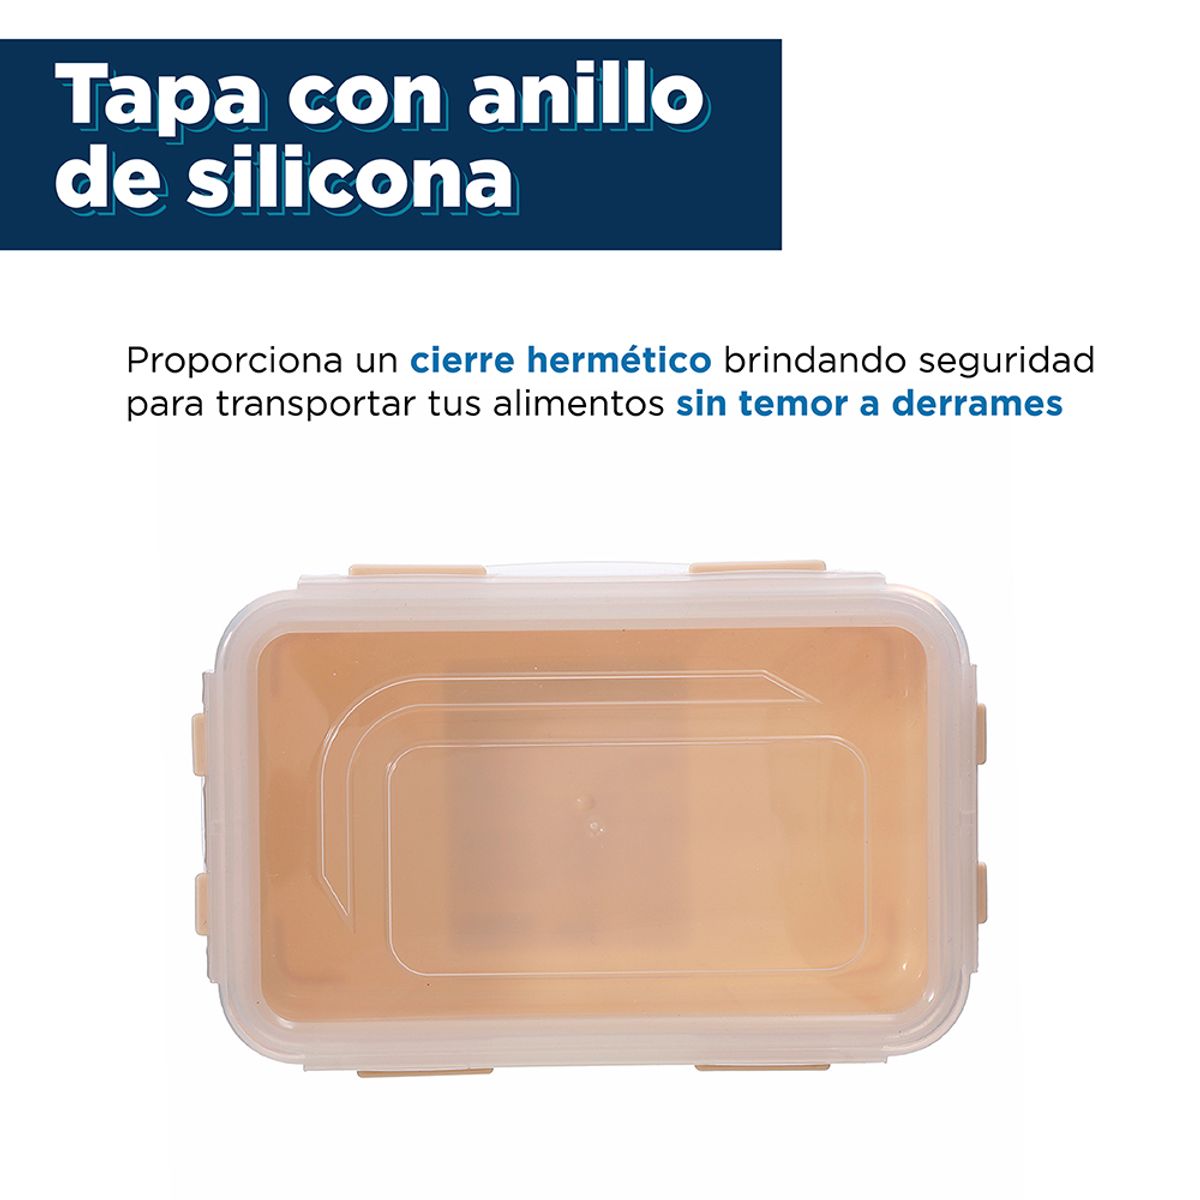 Tapa con anillo
de silicona
Proporciona un cierre hermético brindando seguridad
para transportar tus alimentos sin temor a derrames